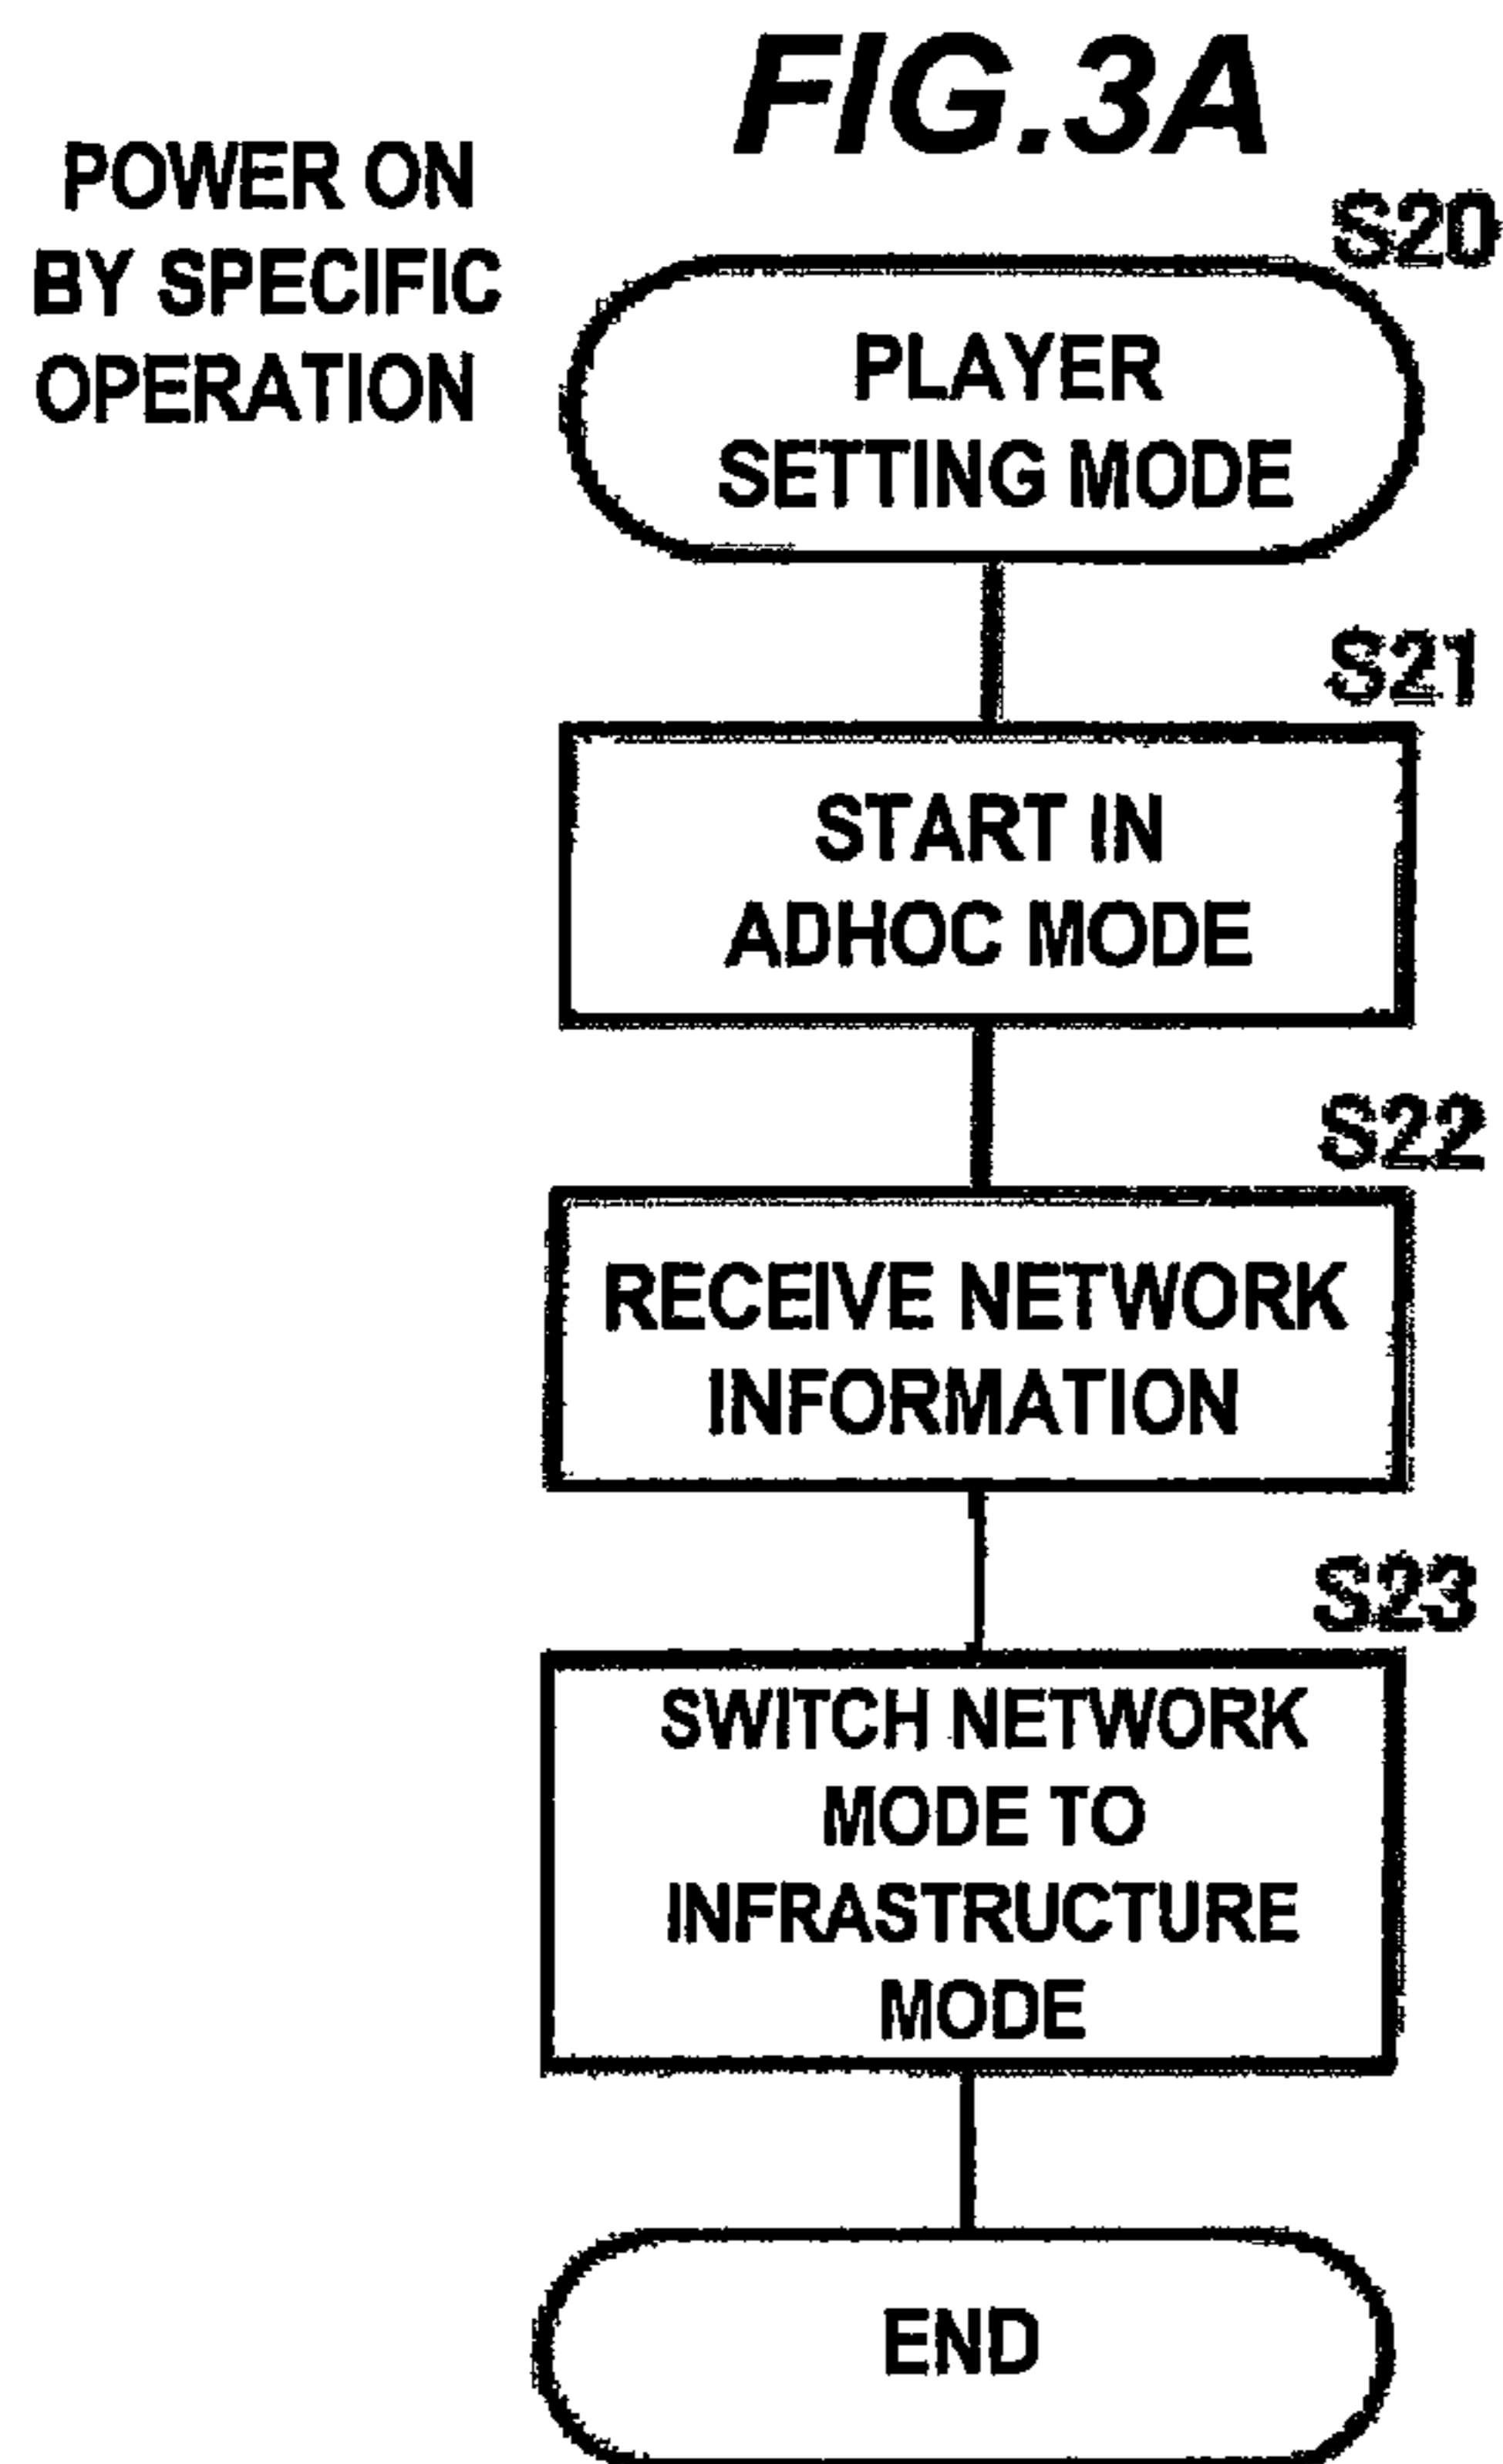 FIG.3A
POWER ON
BY SPECIFIC
OPERATION
S20
PLAYER
SETTING MODE
S21
START IN
ADHOC MODE
S22
RECEIVE NETWORK
INFORMATION
S23
SWITCH NETWORK
MODE TO
INFRASTRUCTURE
MODE
END